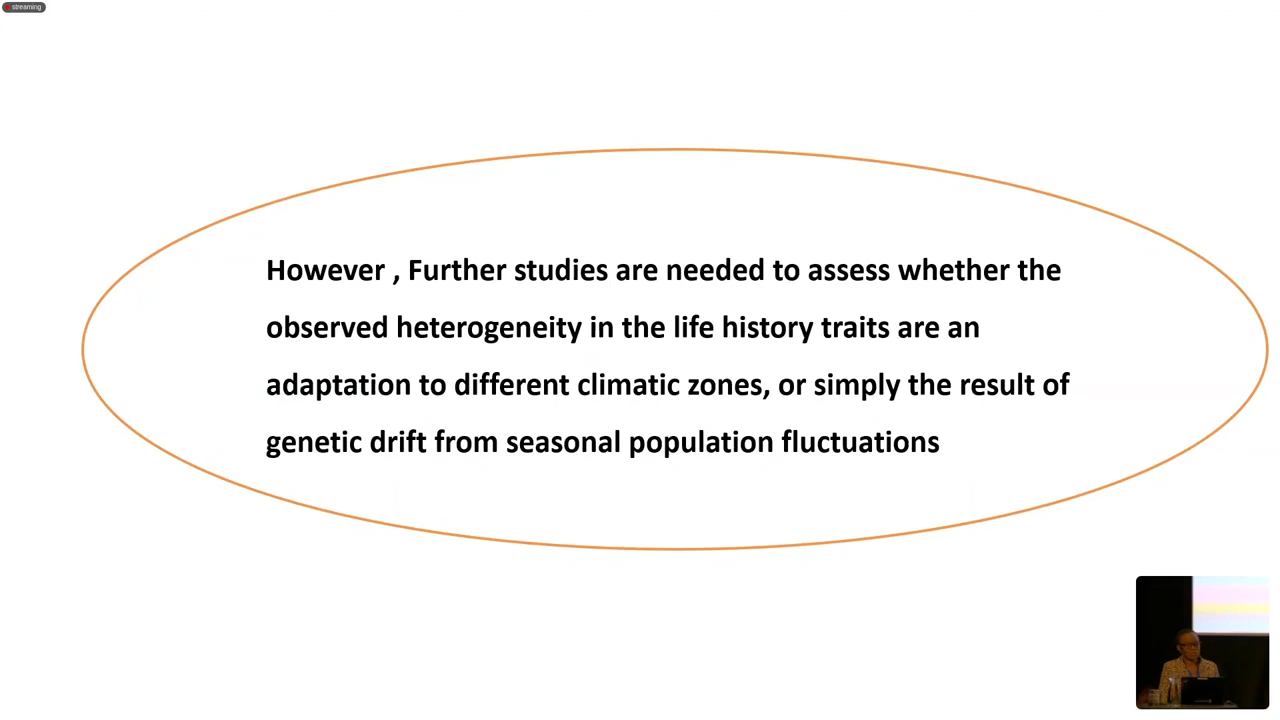 streaming
However , Further studies are needed to assess whether the
observed heterogeneity in the life history traits are an
adaptation to different climatic zones, or simply the result of
genetic drift from seasonal population fluctuations